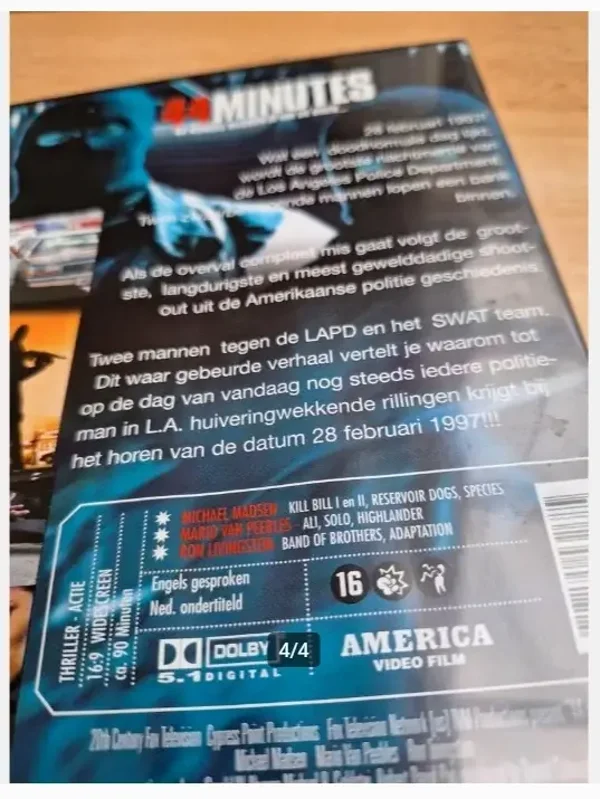 44MINUTES
28 februari 1997
Wat een doodnormale dag lijkt,
wordt de grootste nachtmerrie van
de Los Angeles Police Department
mannen lopen een bank
binnen.
Als de overval compleet mis gaat volgt de groot-
ste, langdurigste en meest gewelddadige shoot-
out uit de Amerikaanse politie geschiedenis.
Twee mannen tegen de LAPD en het SWAT team.
Dit waar gebeurde verhaal vertelt je waarom tot
op de dag van vandaag nog steeds iedere politie-
man in L.A. huiveringwekkende rillingen krijgt bij
het horen van de datum 28 februari 1997!!!
MICHAEL MADSEN KILL BILL I en II, RESERVOIR DOGS, SPECIES
MARIO VAN PEEBLES - ALI, SOLO, HIGHLANDER
RON LIVINGSTON BAND OF BROTHERS, ADAPTATION
THRILLER - ACTIE
16:9 WIDESCREEN
ca. 90 Minuten
Engels gesproken
Ned. ondertiteld
16
DOLBY
5.1 DIGITAL
4/4
AMERICA
VIDEO FILM
20th Century Fox Television Cypress Point Productions Fox Television Network
Michael Madsen Mario Van Peebles